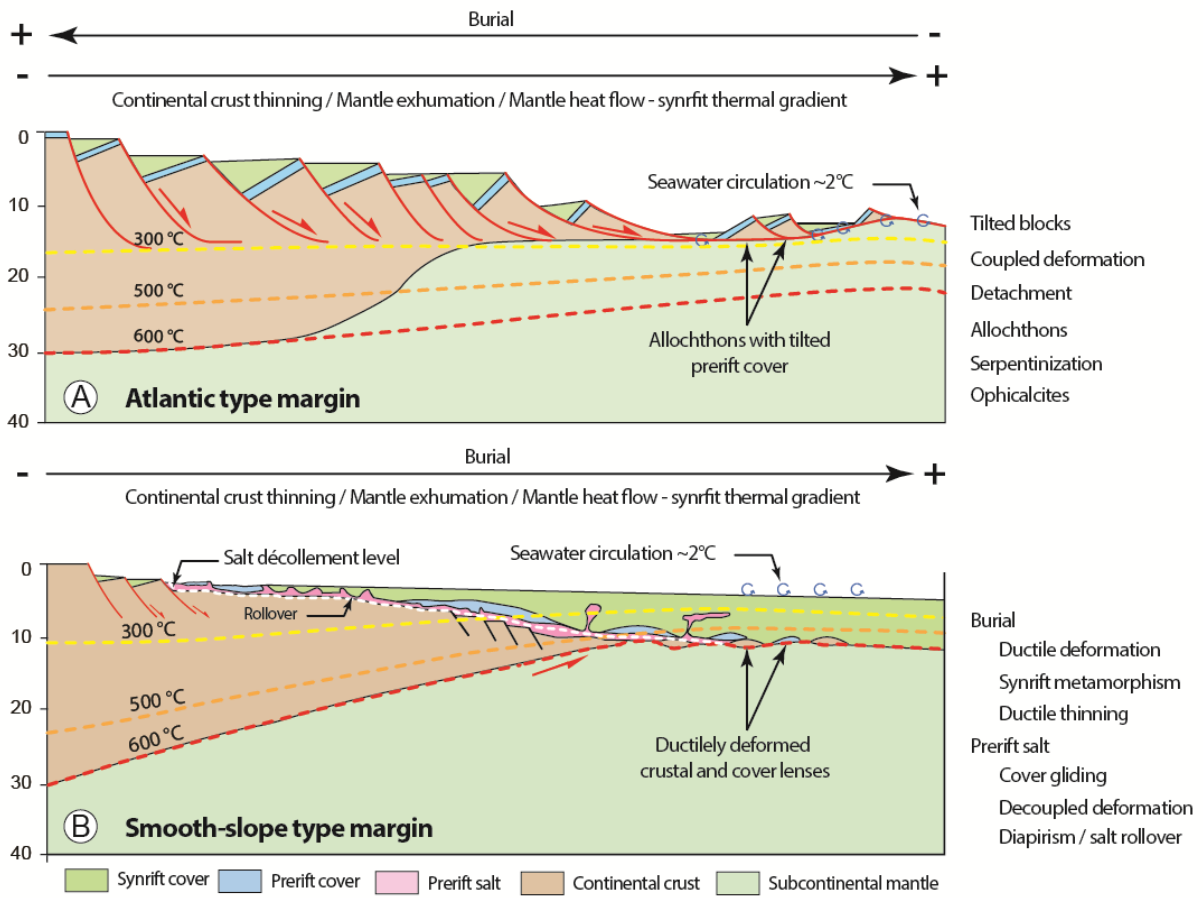 Burial
+ -
- +
Continental crust thinning / Mantle exhumation / Mantle heat flow - synrfit thermal gradient
0
10
20
30
40
300 °C
500 °C
600 °C
Seawater circulation ~2°C
Allochthons with tilted
prerift cover
A Atlantic type margin
Tilted blocks
Coupled deformation
Detachment
Allochthons
Serpentinization
Ophicalcites
Burial
- +
Continental crust thinning / Mantle exhumation / Mantle heat flow - synrfit thermal gradient
0
10
20
30
40
Salt décollement level
Seawater circulation ~2°C
Rollover
300 °C
500 °C
600 °C
Ductilely deformed
crustal and cover lenses
B Smooth-slope type margin
Burial
Ductile deformation
Synrift metamorphism
Ductile thinning
Prerift salt
Cover gliding
Decoupled deformation
Diapirism / salt rollover
Synrift cover
Prerift cover
Prerift salt
Continental crust
Subcontinental mantle